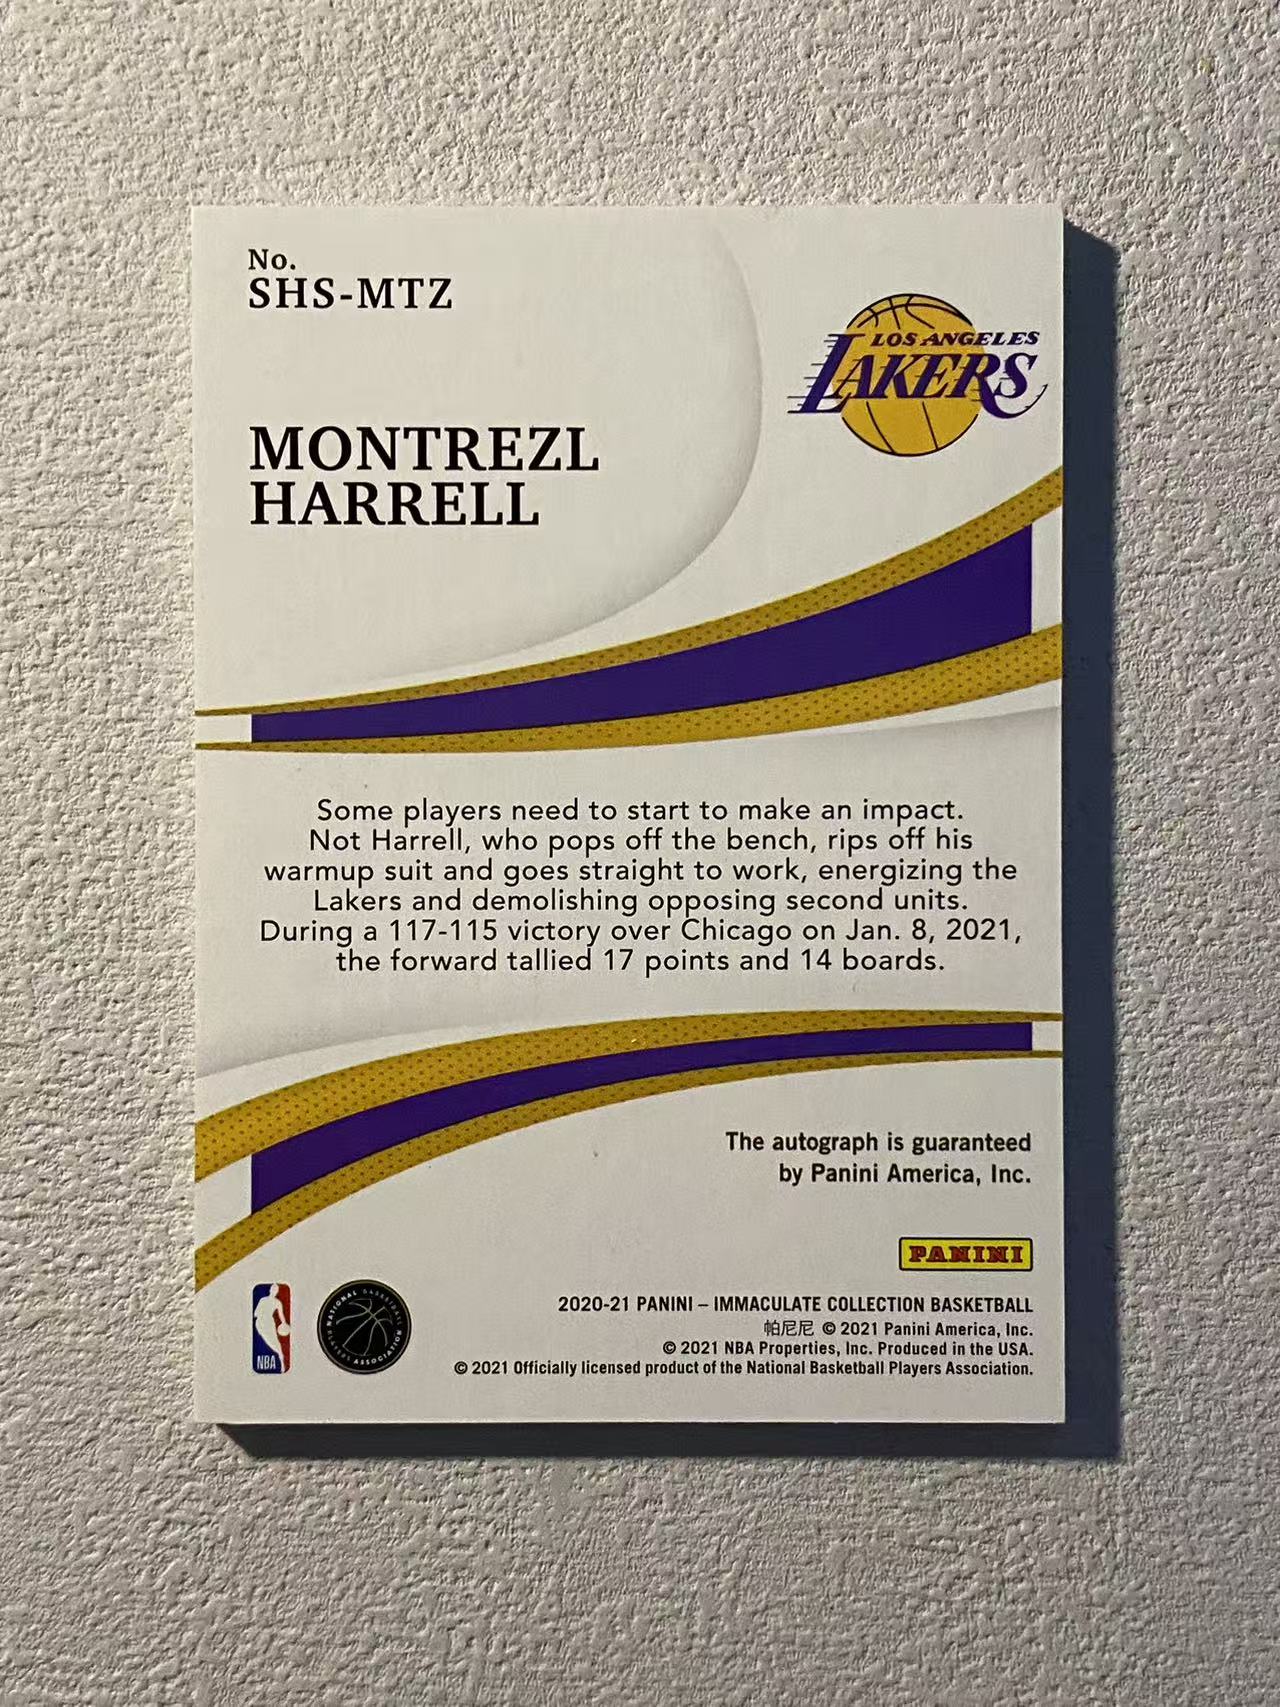 No.
SHS-MTZ
LOS ANGELES
LAKERS
MONTREZL
HARRELL
Some players need to start to make an impact.
Not Harrell, who pops off the bench, rips off his
warmup suit and goes straight to work, energizing the
Lakers and demolishing opposing second units.
During a 117-115 victory over Chicago on Jan. 8, 2021,
the forward tallied 17 points and 14 boards.
The autograph is guaranteed
by Panini America, Inc.
PANINI
NBA
NATIONAL BASKETBALL
PLAYERS ASSOCIATION
2020-21 PANINI – IMMACULATE COLLECTION BASKETBALL
帕尼尼 © 2021 Panini America, Inc.
© 2021 NBA Properties, Inc. Produced in the USA.
© 2021 Officially licensed product of the National Basketball Players Association.